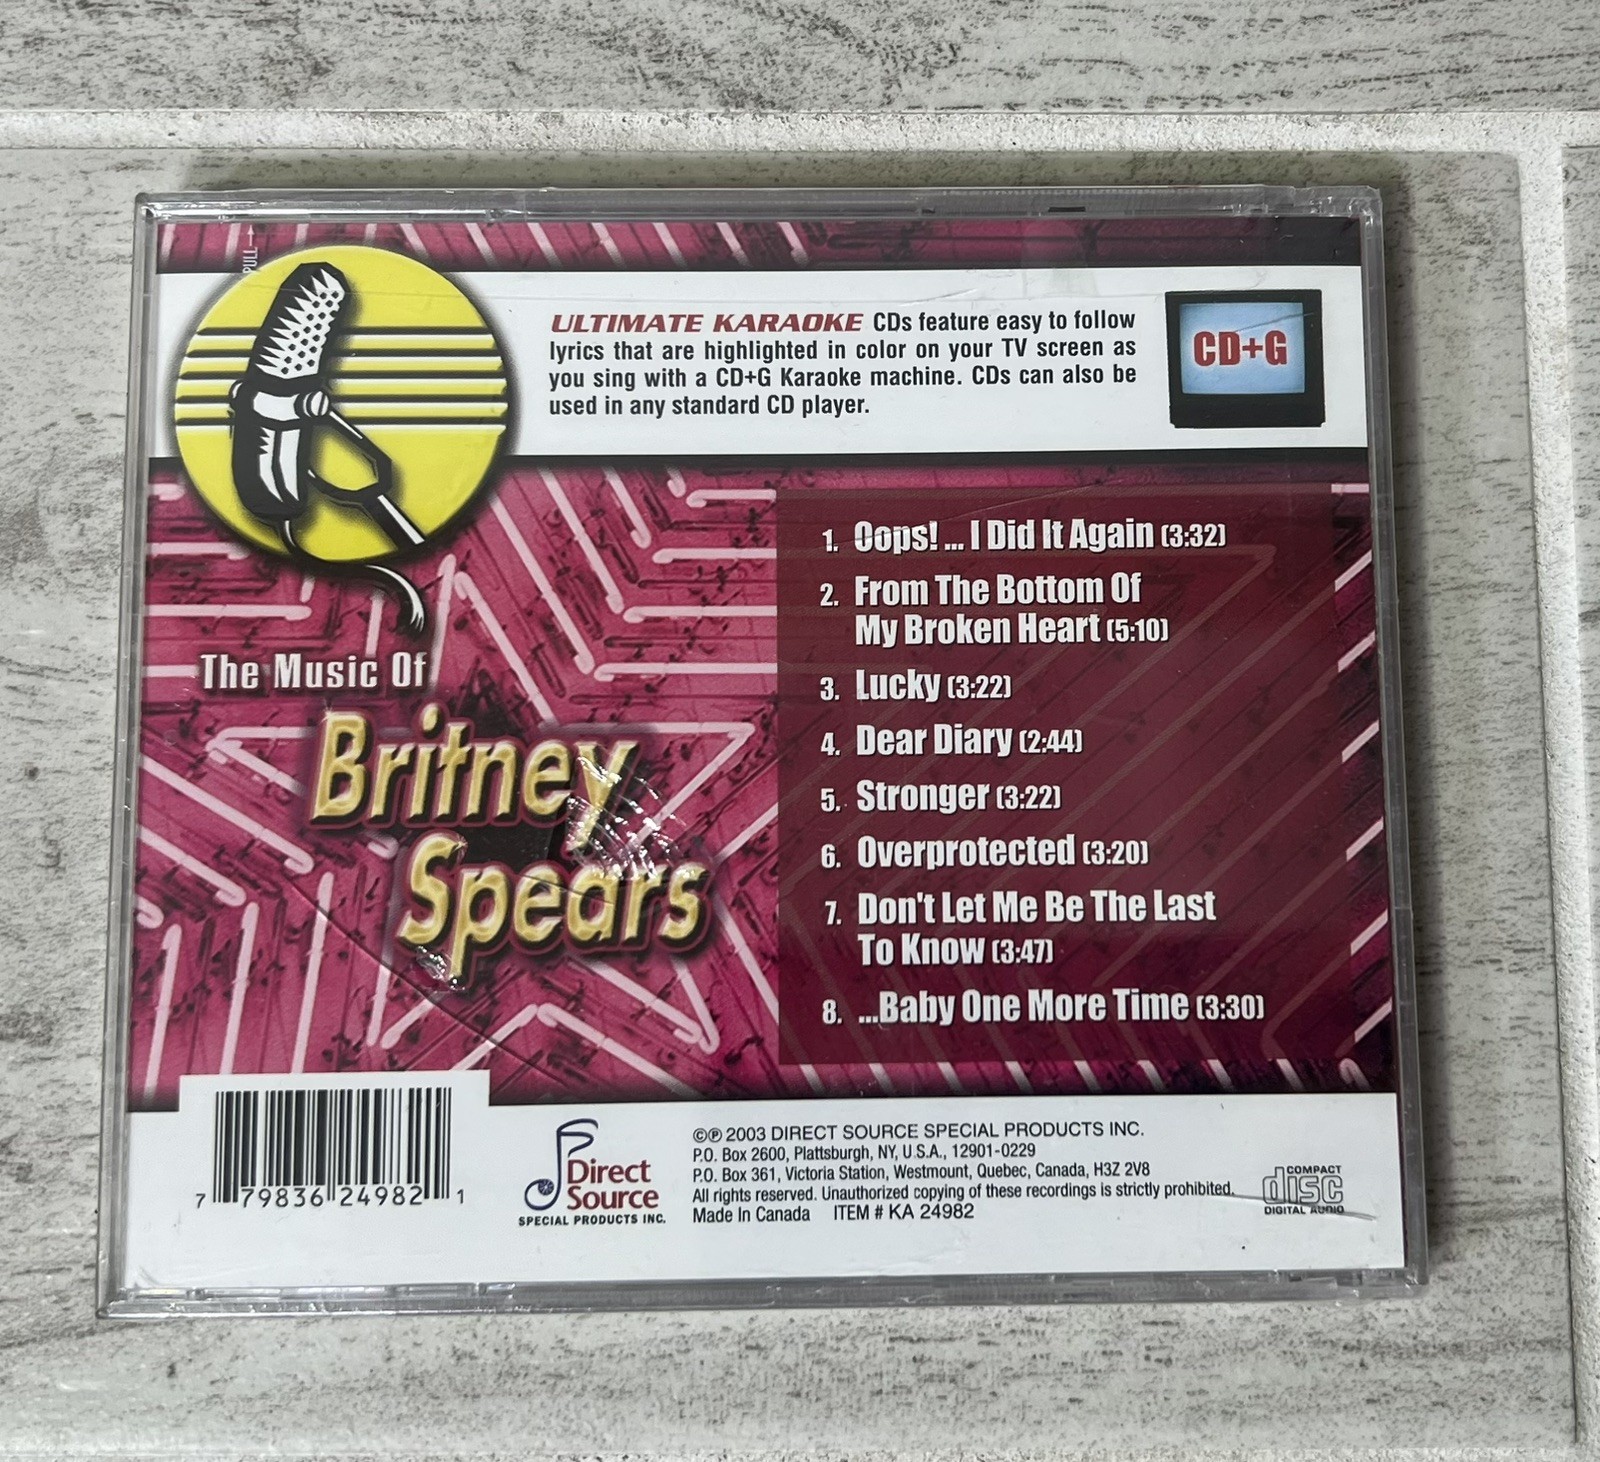 PULL
ULTIMATE KARAOKE CDs feature easy to follow
lyrics that are highlighted in color on your TV screen as
you sing with a CD+G Karaoke machine. CDs can also be
used in any standard CD player.
CD+G
The Music Of
Britney
Spears
1. Oops! ... I Did It Again (3:32)
2. From The Bottom Of
My Broken Heart (5:10)
3. Lucky (3:22)
4. Dear Diary (2:44)
5. Stronger (3:22)
6. Overprotected (3:20)
7. Don't Let Me Be The Last
To Know (3:47)
8. ...Baby One More Time (3:30)
7 79836 24982 1
Direct
Source
SPECIAL PRODUCTS INC.
©℗ 2003 DIRECT SOURCE SPECIAL PRODUCTS INC.
P.O. Box 2600, Plattsburgh, NY, U.S.A., 12901-0229
P.O. Box 361, Victoria Station, Westmount, Quebec, Canada, H3Z 2V8
All rights reserved. Unauthorized copying of these recordings is strictly prohibited.
Made In Canada ITEM # KA 24982
COMPACT
disc
DIGITAL AUDIO